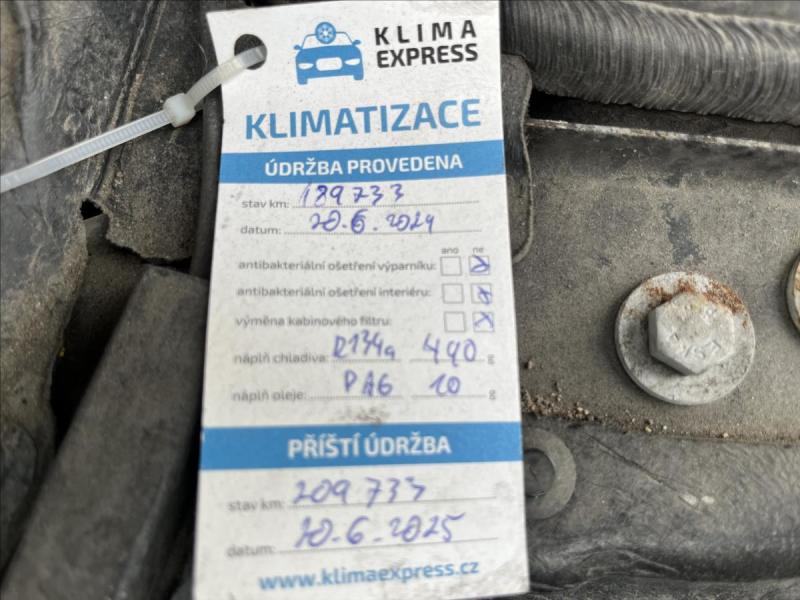 KLIMA
EXPRESS
KLIMATIZACE
ÚDRŽBA PROVEDENA
stav km: 189733
datum: 20.6.2024
ano ne
antibakteriální ošetření výparníku:
antibakteriální ošetření interiéru:
výměna kabinového filtru:
náplň chladiva: R134a 490 g
náplň oleje: PAG 10 g
PŘÍŠTÍ ÚDRŽBA
stav km: 209733
datum: 20.6.2025
www.klimaexpress.cz